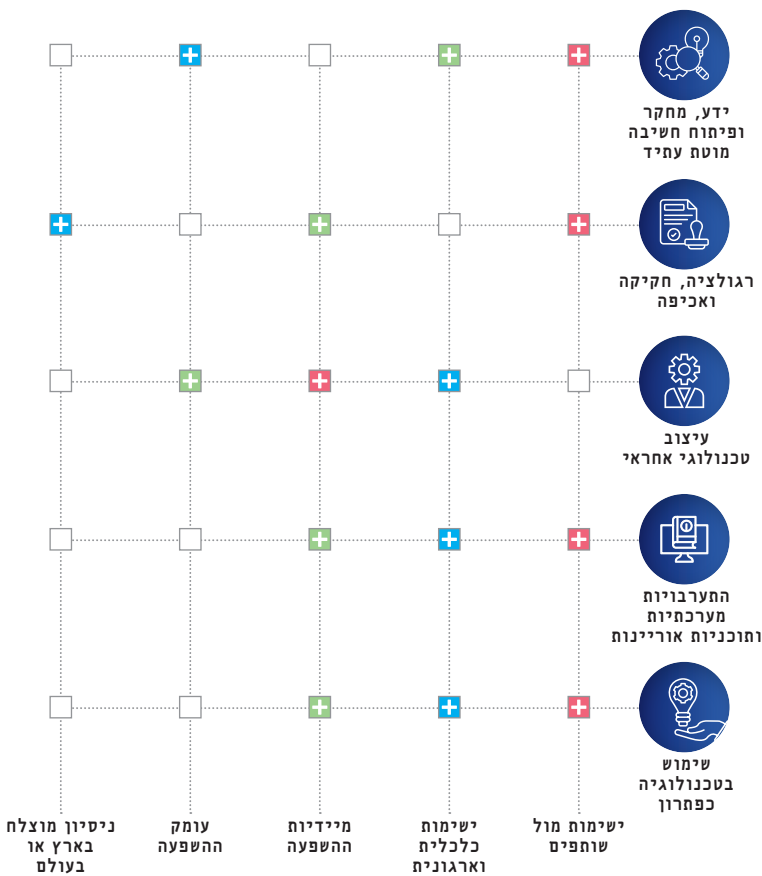 ידע, מחקר
ופיתוח חשיבה
מוטת עתיד
רגולציה, חקיקה
ואכיפה
עיצוב
טכנולוגי אחראי
התערבויות
מערכתיות
ותוכניות אוריינות
שימוש
בטכנולוגיה
כפתרון
ישימות מול
שותפים
ישימות
כלכלית
וארגונית
מיידיות
ההשפעה
עומק
ההשפעה
ניסיון מוצלח
בארץ או
בעולם